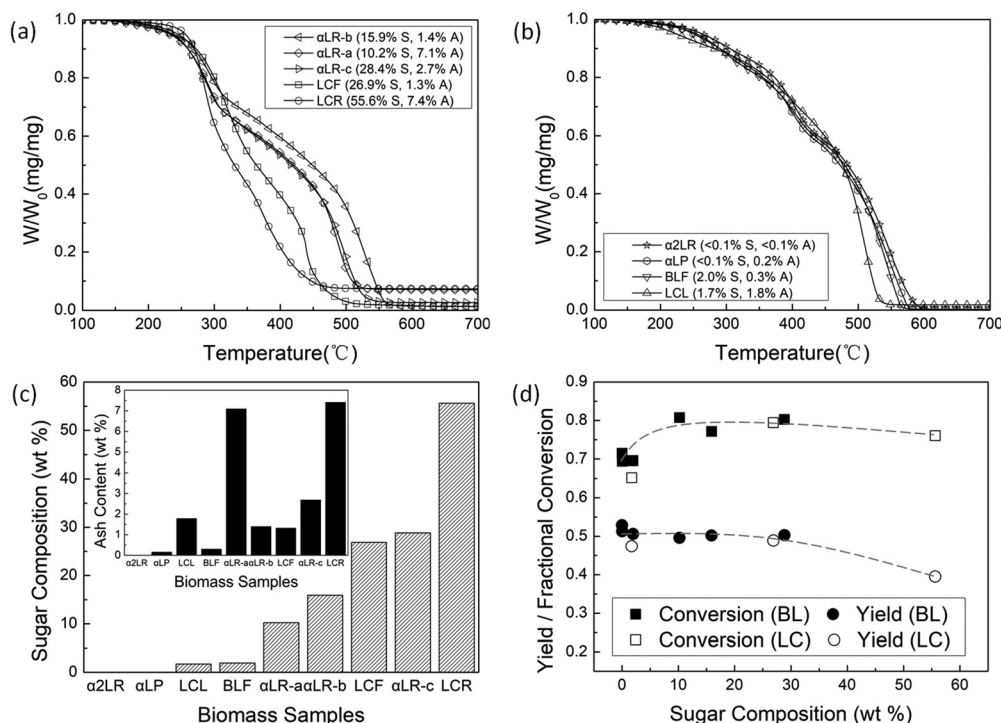 (a)
αLR-b (15.9% S, 1.4% A)
αLR-a (10.2% S, 7.1% A)
αLR-c (28.4% S, 2.7% A)
LCF (26.9% S, 1.3% A)
LCR (55.6% S, 7.4% A)
1.0
0.8
0.6
0.4
0.2
0.0
W/W₀(mg/mg)
100 200 300 400 500 600 700
Temperature(℃)
(b)
α2LR (<0.1% S, <0.1% A)
αLP (<0.1% S, 0.2% A)
BLF (2.0% S, 0.3% A)
LCL (1.7% S, 1.8% A)
1.0
0.8
0.6
0.4
0.2
0.0
W/W₀(mg/mg)
100 200 300 400 500 600 700
Temperature(℃)
(c)
60
50
40
30
20
10
0
Sugar Composition (wt %)
8
7
6
5
4
3
2
1
0
Ash Content (wt %)
α2LR αLP LCL BLF αLR-a αLR-b LCF αLR-c LCR
Biomass Samples
α2LR αLP LCL BLF αLR-a αLR-b LCF αLR-c LCR
Biomass Samples
(d)
0.9
0.8
0.7
0.6
0.5
0.4
0.3
0.2
Yield / Fractional Conversion
Conversion (BL) Yield (BL)
Conversion (LC) Yield (LC)
0 10 20 30 40 50 60
Sugar Composition (wt %)